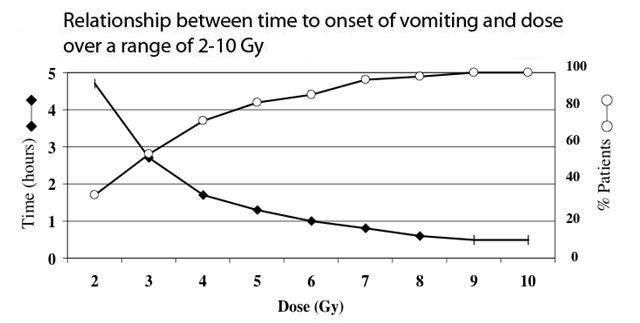 Relationship between time to onset of vomiting and dose
over a range of 2-10 Gy
5
4
3
2
1
0
Time (hours)
100
80
60
40
20
0
% Patients
2 3 4 5 6 7 8 9 10
Dose (Gy)